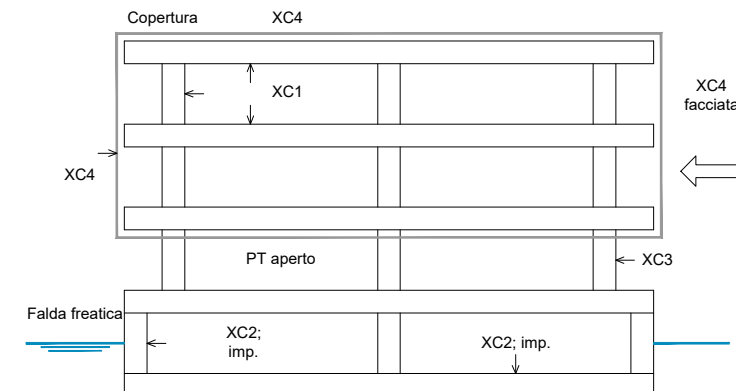 Copertura
XC4
XC1
XC4
facciata
XC4
PT aperto
XC3
Falda freatica
XC2;
imp.
XC2; imp.